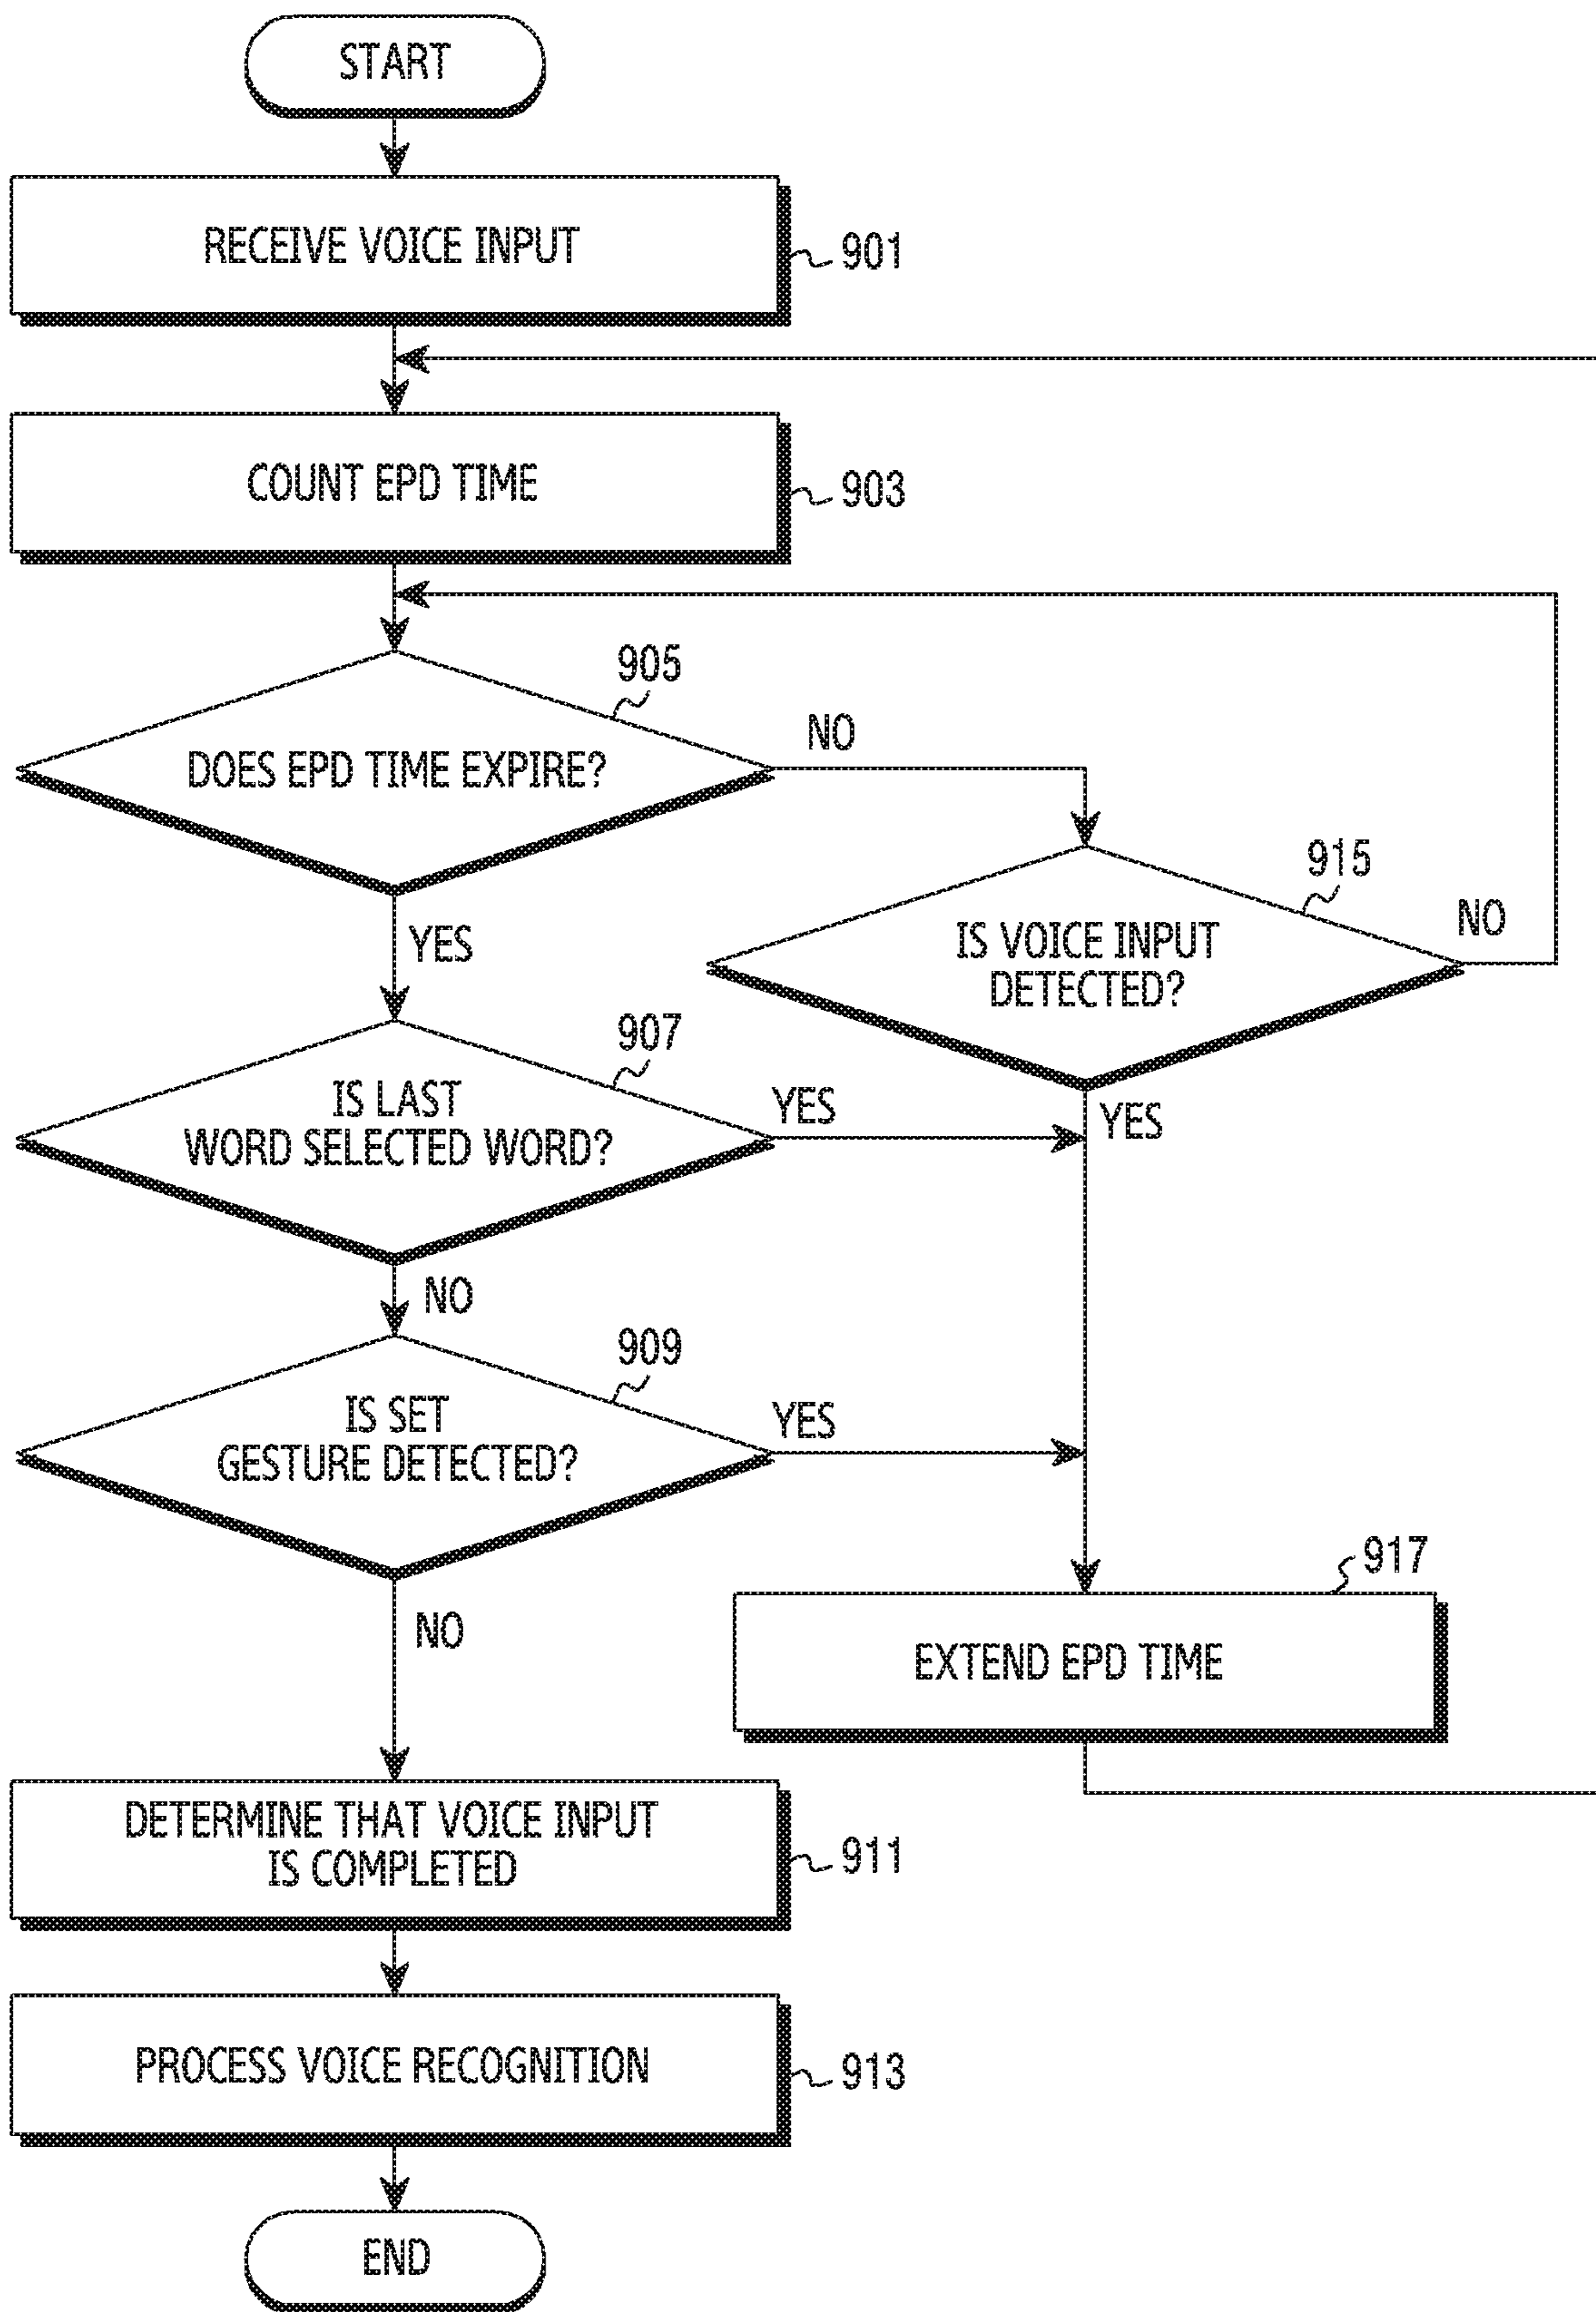 START
RECEIVE VOICE INPUT
901
COUNT EPD TIME
903
905
DOES EPD TIME EXPIRE?
NO
YES
915
IS VOICE INPUT
DETECTED?
NO
YES
907
IS LAST
WORD SELECTED WORD?
YES
NO
909
IS SET
GESTURE DETECTED?
YES
NO
917
EXTEND EPD TIME
DETERMINE THAT VOICE INPUT
IS COMPLETED
911
PROCESS VOICE RECOGNITION
913
END